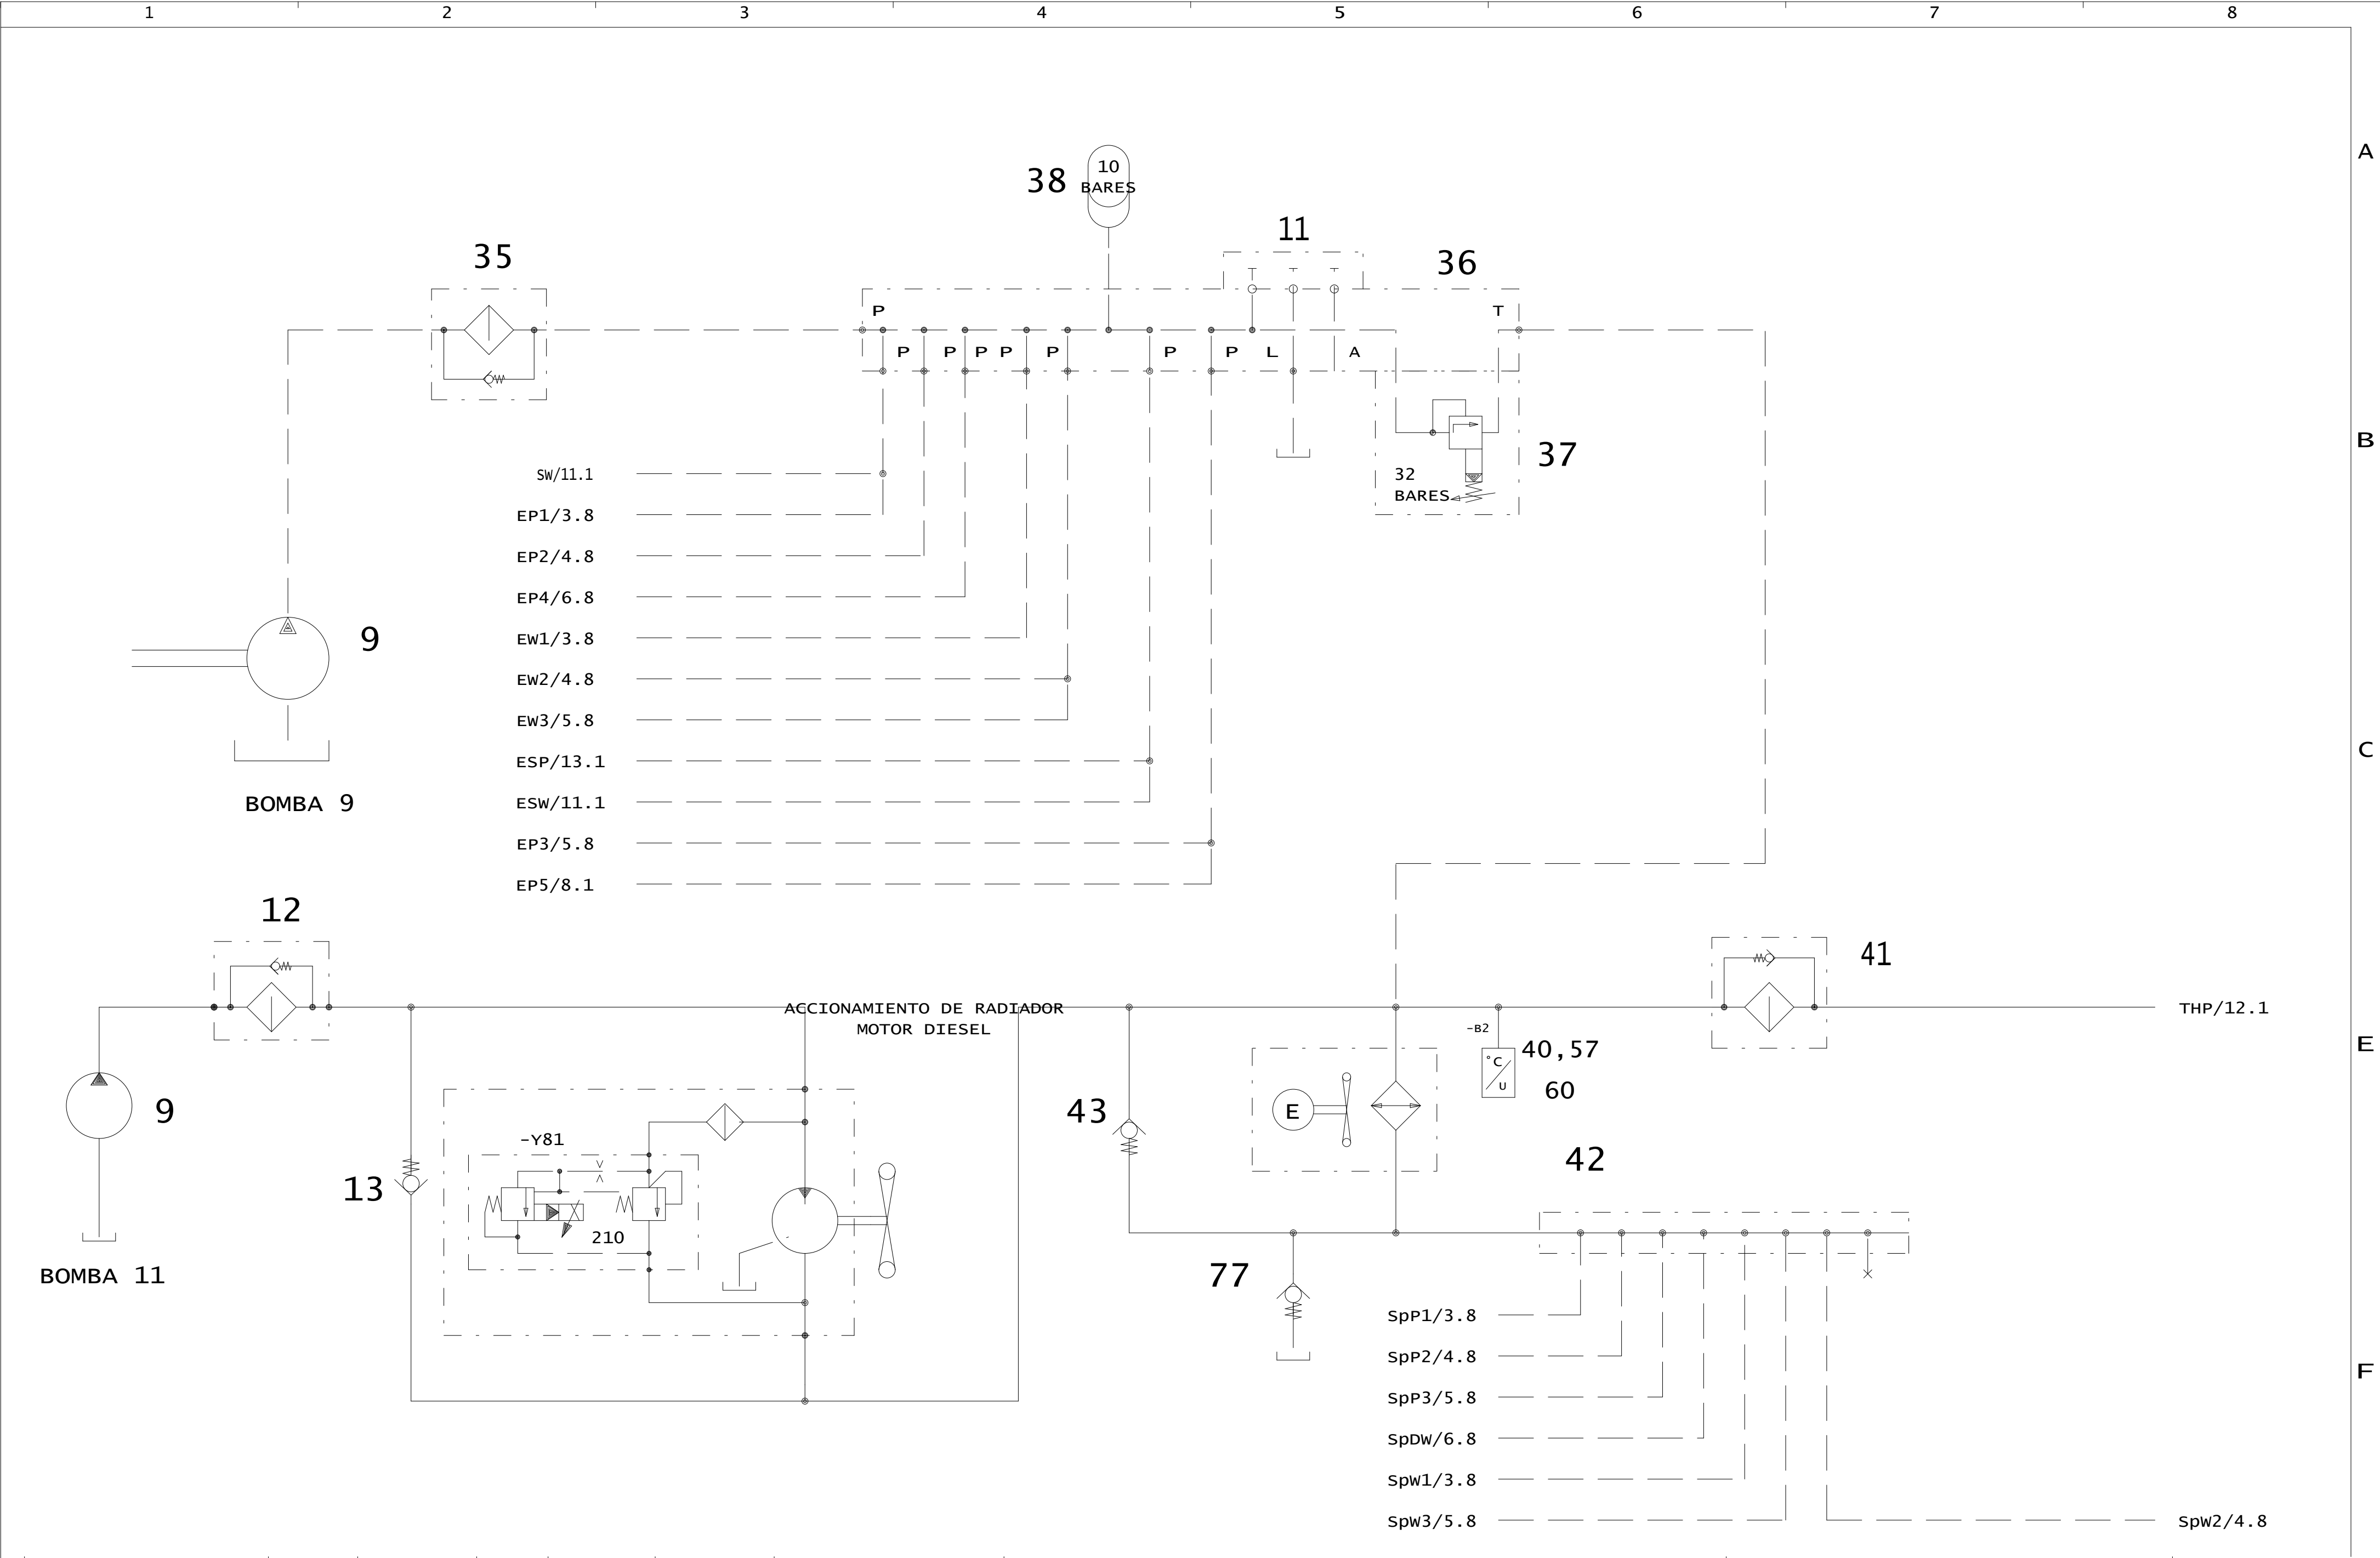 1 2 3 4 5 6 7 8
A
38
10
BARES
11
35
36
P
T
P P P P P P P L A
B
37
32
BARES
SW/11.1
EP1/3.8
EP2/4.8
EP4/6.8
EW1/3.8
9
EW2/4.8
EW3/5.8
C
ESP/13.1
ESW/11.1
BOMBA 9
EP3/5.8
EP5/8.1
12
41
ACCIONAMIENTO DE RADIADOR
MOTOR DIESEL
THP/12.1
-B2
°C
U
40,57
60
E
9
43
E
-Y81
42
13
210
BOMBA 11
77
SpP1/3.8
SpP2/4.8
F
SpP3/5.8
SpDW/6.8
SpW1/3.8
SpW3/5.8
SpW2/4.8